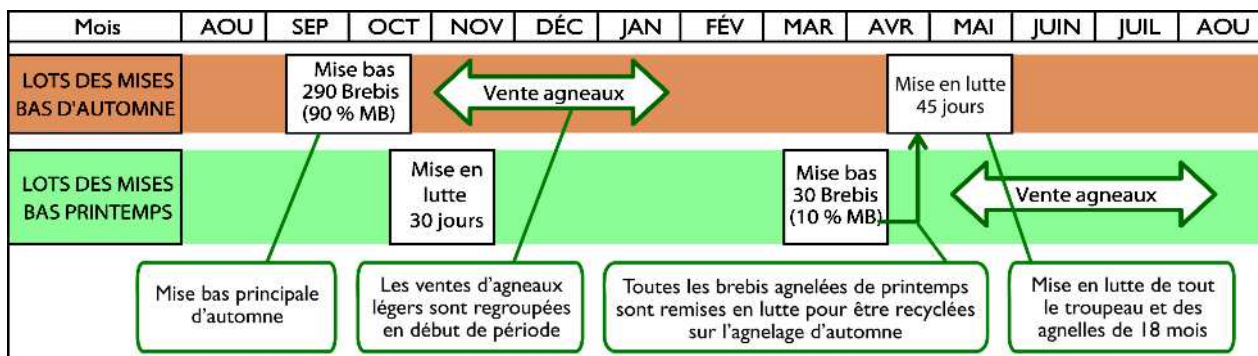 Mois AOU SEP OCT NOV DÉC JAN FÉV MAR AVR MAI JUIN JUIL AOU
LOTS DES MISES
BAS D'AUTOMNE
Mise bas
290 Brebis
(90 % MB)
Vente agneaux
Mise en lutte
45 jours
LOTS DES MISES
BAS PRINTEMPS
Mise en
lutte
30 jours
Mise bas
30 Brebis
(10 % MB)
Vente agneaux
Mise bas principale
d'automne
Les ventes d'agneaux
légers sont regroupées
en début de période
Toutes les brebis agnelées de printemps
sont remises en lutte pour être recyclées
sur l'agnelage d'automne
Mise en lutte de tout
le troupeau et des
agnelles de 18 mois